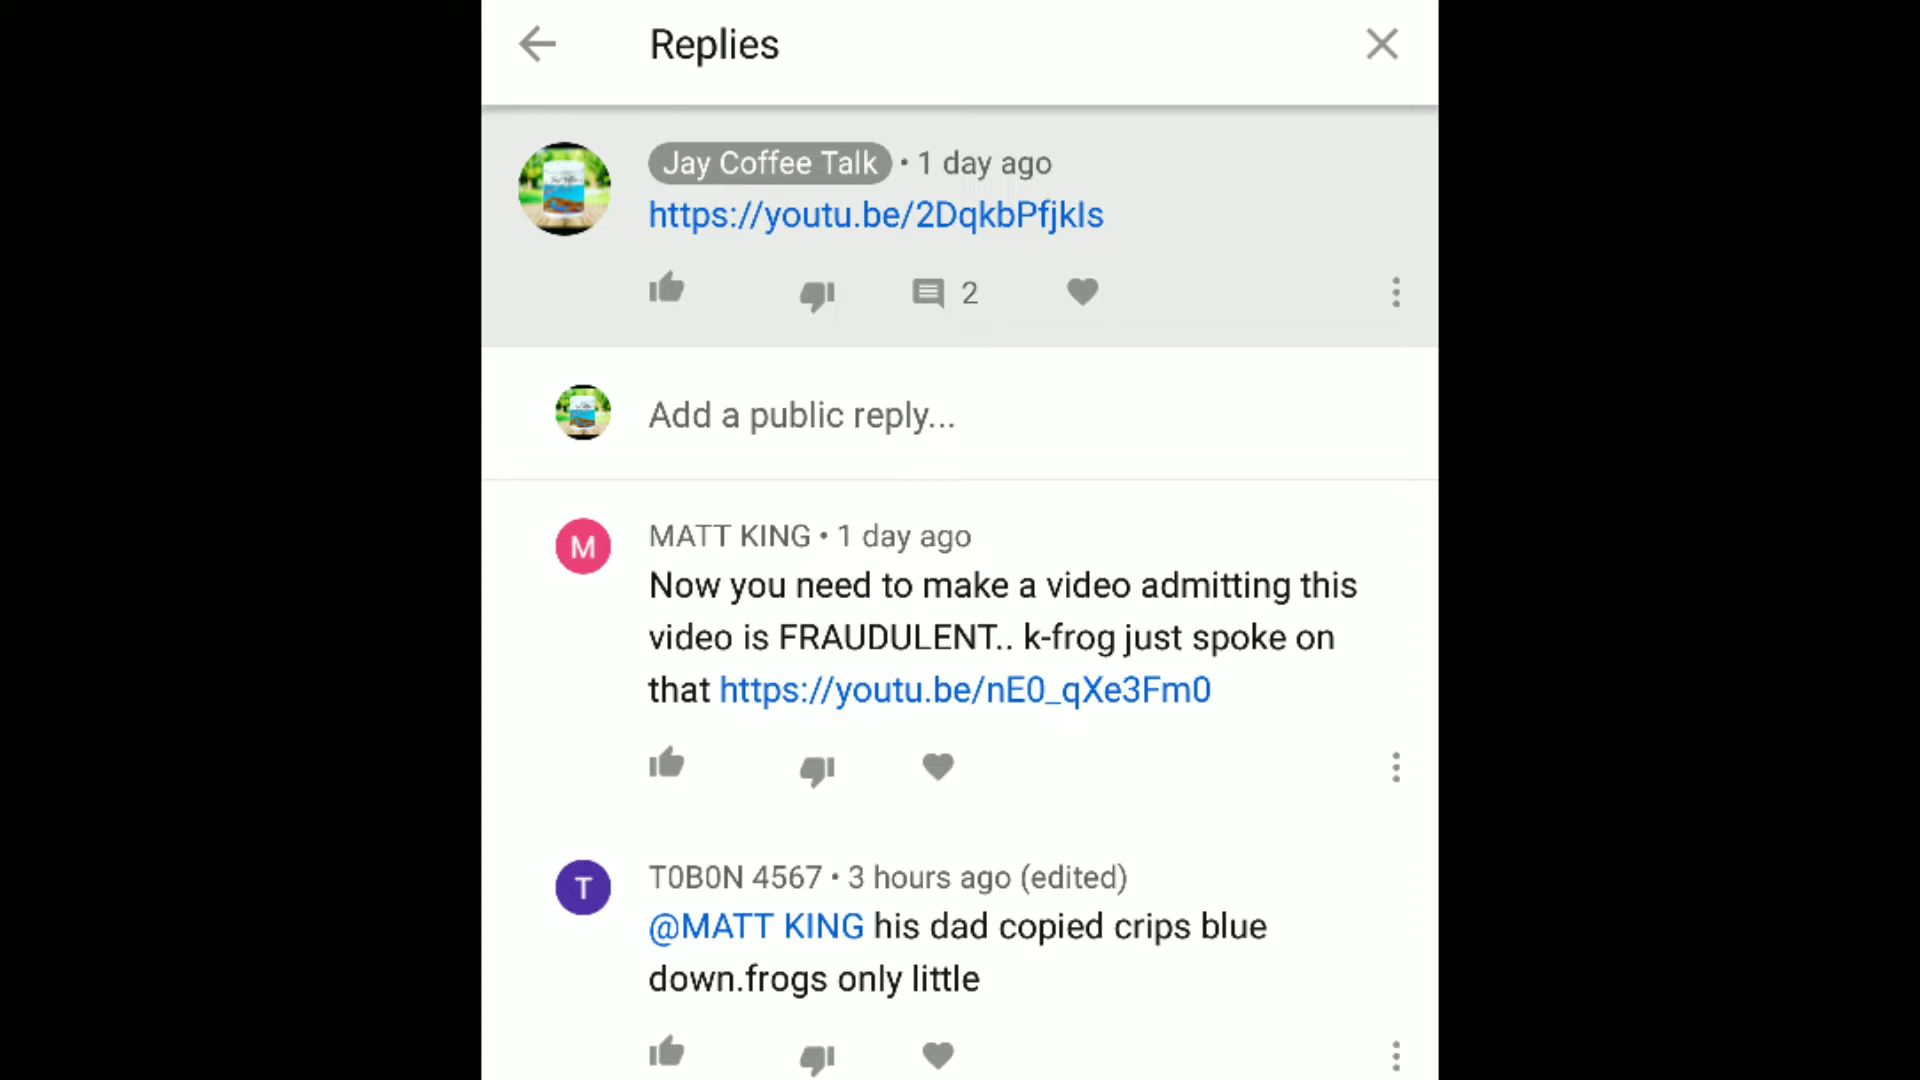 Replies
Jay Coffee Talk • 1 day ago
https://youtu.be/2DqkbPfjkIs
2
Add a public reply...
M
MATT KING • 1 day ago
Now you need to make a video admitting this
video is FRAUDULENT.. k-frog just spoke on
that https://youtu.be/nE0_qXe3Fm0
T
T0B0N 4567 • 3 hours ago (edited)
@MATT KING his dad copied crips blue
down.frogs only little